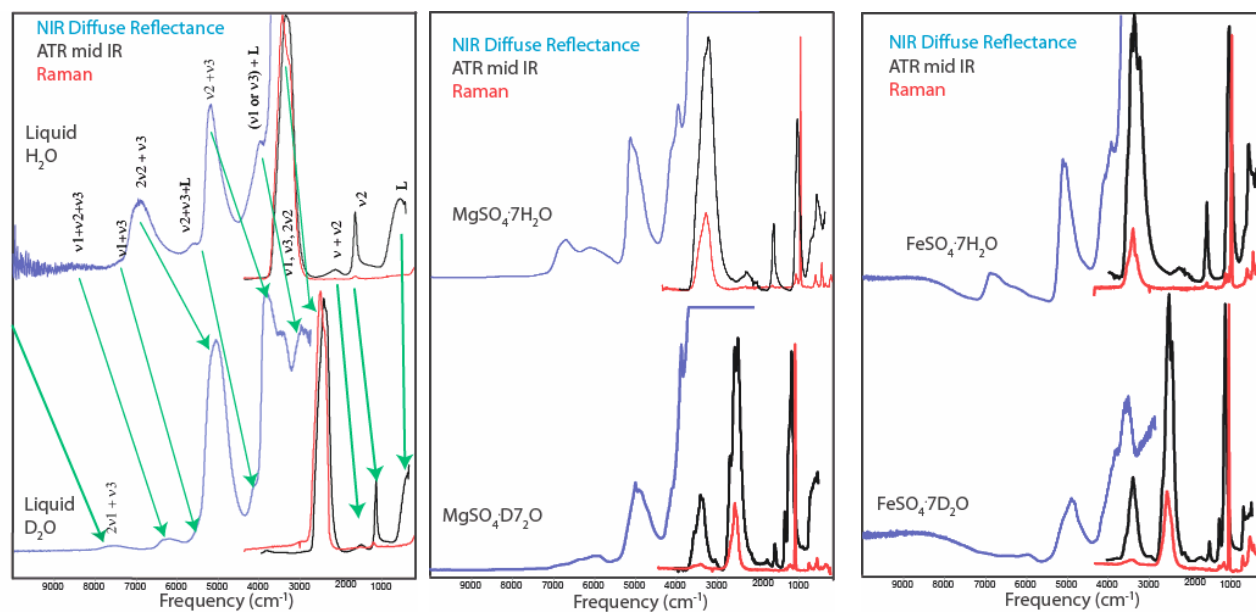 NIR Diffuse Reflectance
ATR mid IR
Raman
Liquid
H2O
ν1+ν2+ν3
ν1+ν3
2ν2 + ν3
ν2+ν3+L
ν2 + ν3
(ν1 or ν3) + L
ν1, ν3, 2ν2
ν + ν2
ν2
L
Liquid
D2O
2ν1 + ν3
9000 8000 7000 6000 5000 4000 3000 2000 1000
Frequency (cm-1)
NIR Diffuse Reflectance
ATR mid IR
Raman
MgSO4·7H2O
MgSO4·D72O
9000 8000 7000 6000 5000 4000 3000 2000 1000
Frequency (cm-1)
NIR Diffuse Reflectance
ATR mid IR
Raman
FeSO4·7H2O
FeSO4·7D2O
9000 8000 7000 6000 5000 4000 3000 2000 1000
Frequency (cm-1)